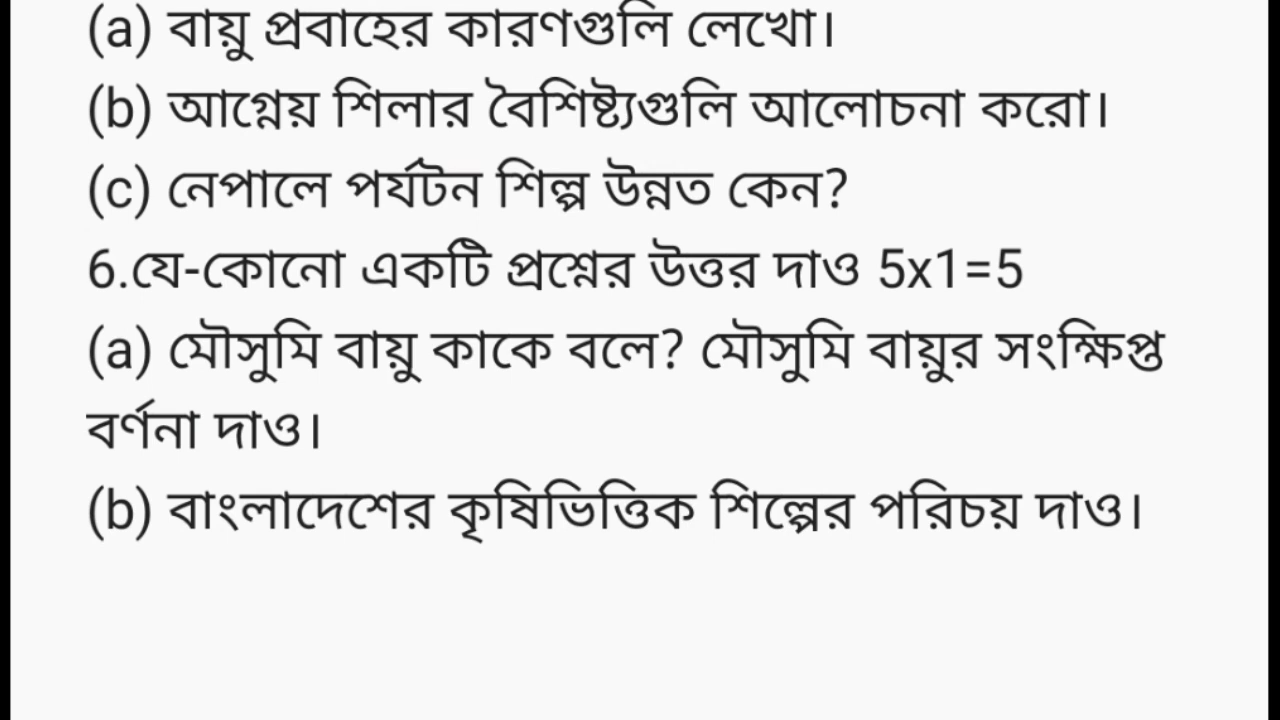 (a) বায়ু প্রবাহের কারণগুলি লেখো।
(b) আগ্নেয় শিলার বৈশিষ্ট্যগুলি আলোচনা করো।
(c) নেপালে পর্যটন শিল্প উন্নত কেন?
6.যে-কোনো একটি প্রশ্নের উত্তর দাও 5x1=5
(a) মৌসুমি বায়ু কাকে বলে? মৌসুমি বায়ুর সংক্ষিপ্ত
বর্ণনা দাও।
(b) বাংলাদেশের কৃষিভিত্তিক শিল্পের পরিচয় দাও।